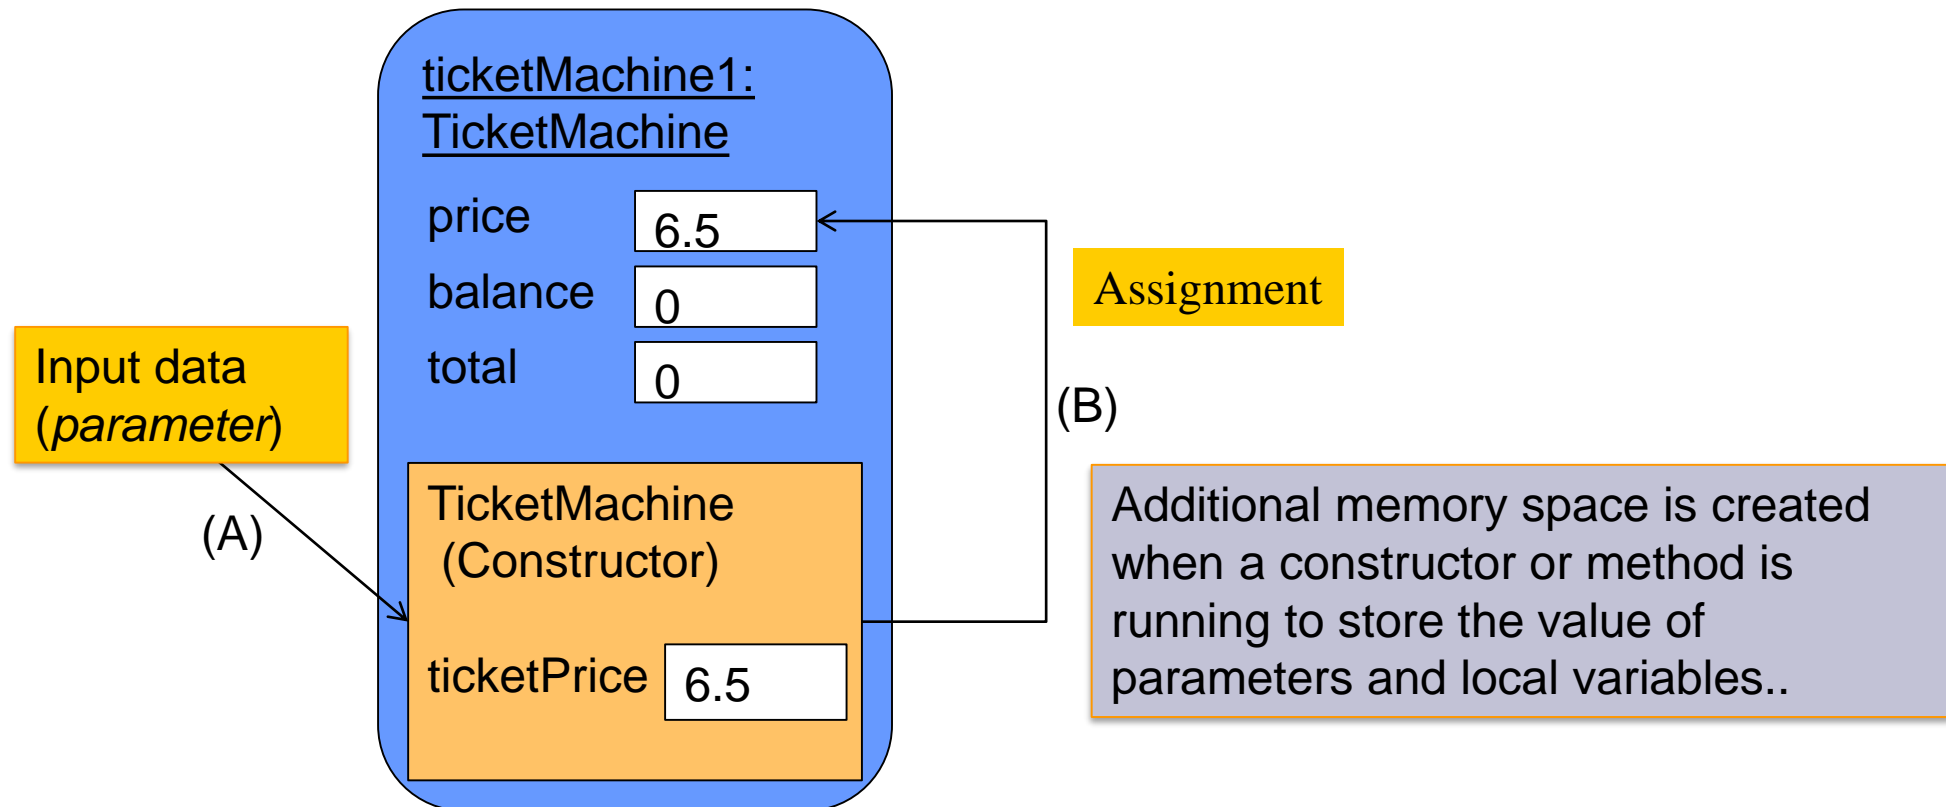 ticketMachine1:
TicketMachine
price
6.5
balance
0
total
0
Input data
(parameter)
(A)
TicketMachine
(Constructor)
ticketPrice
6.5
Assignment
(B)
Additional memory space is created
when a constructor or method is
running to store the value of
parameters and local variables..